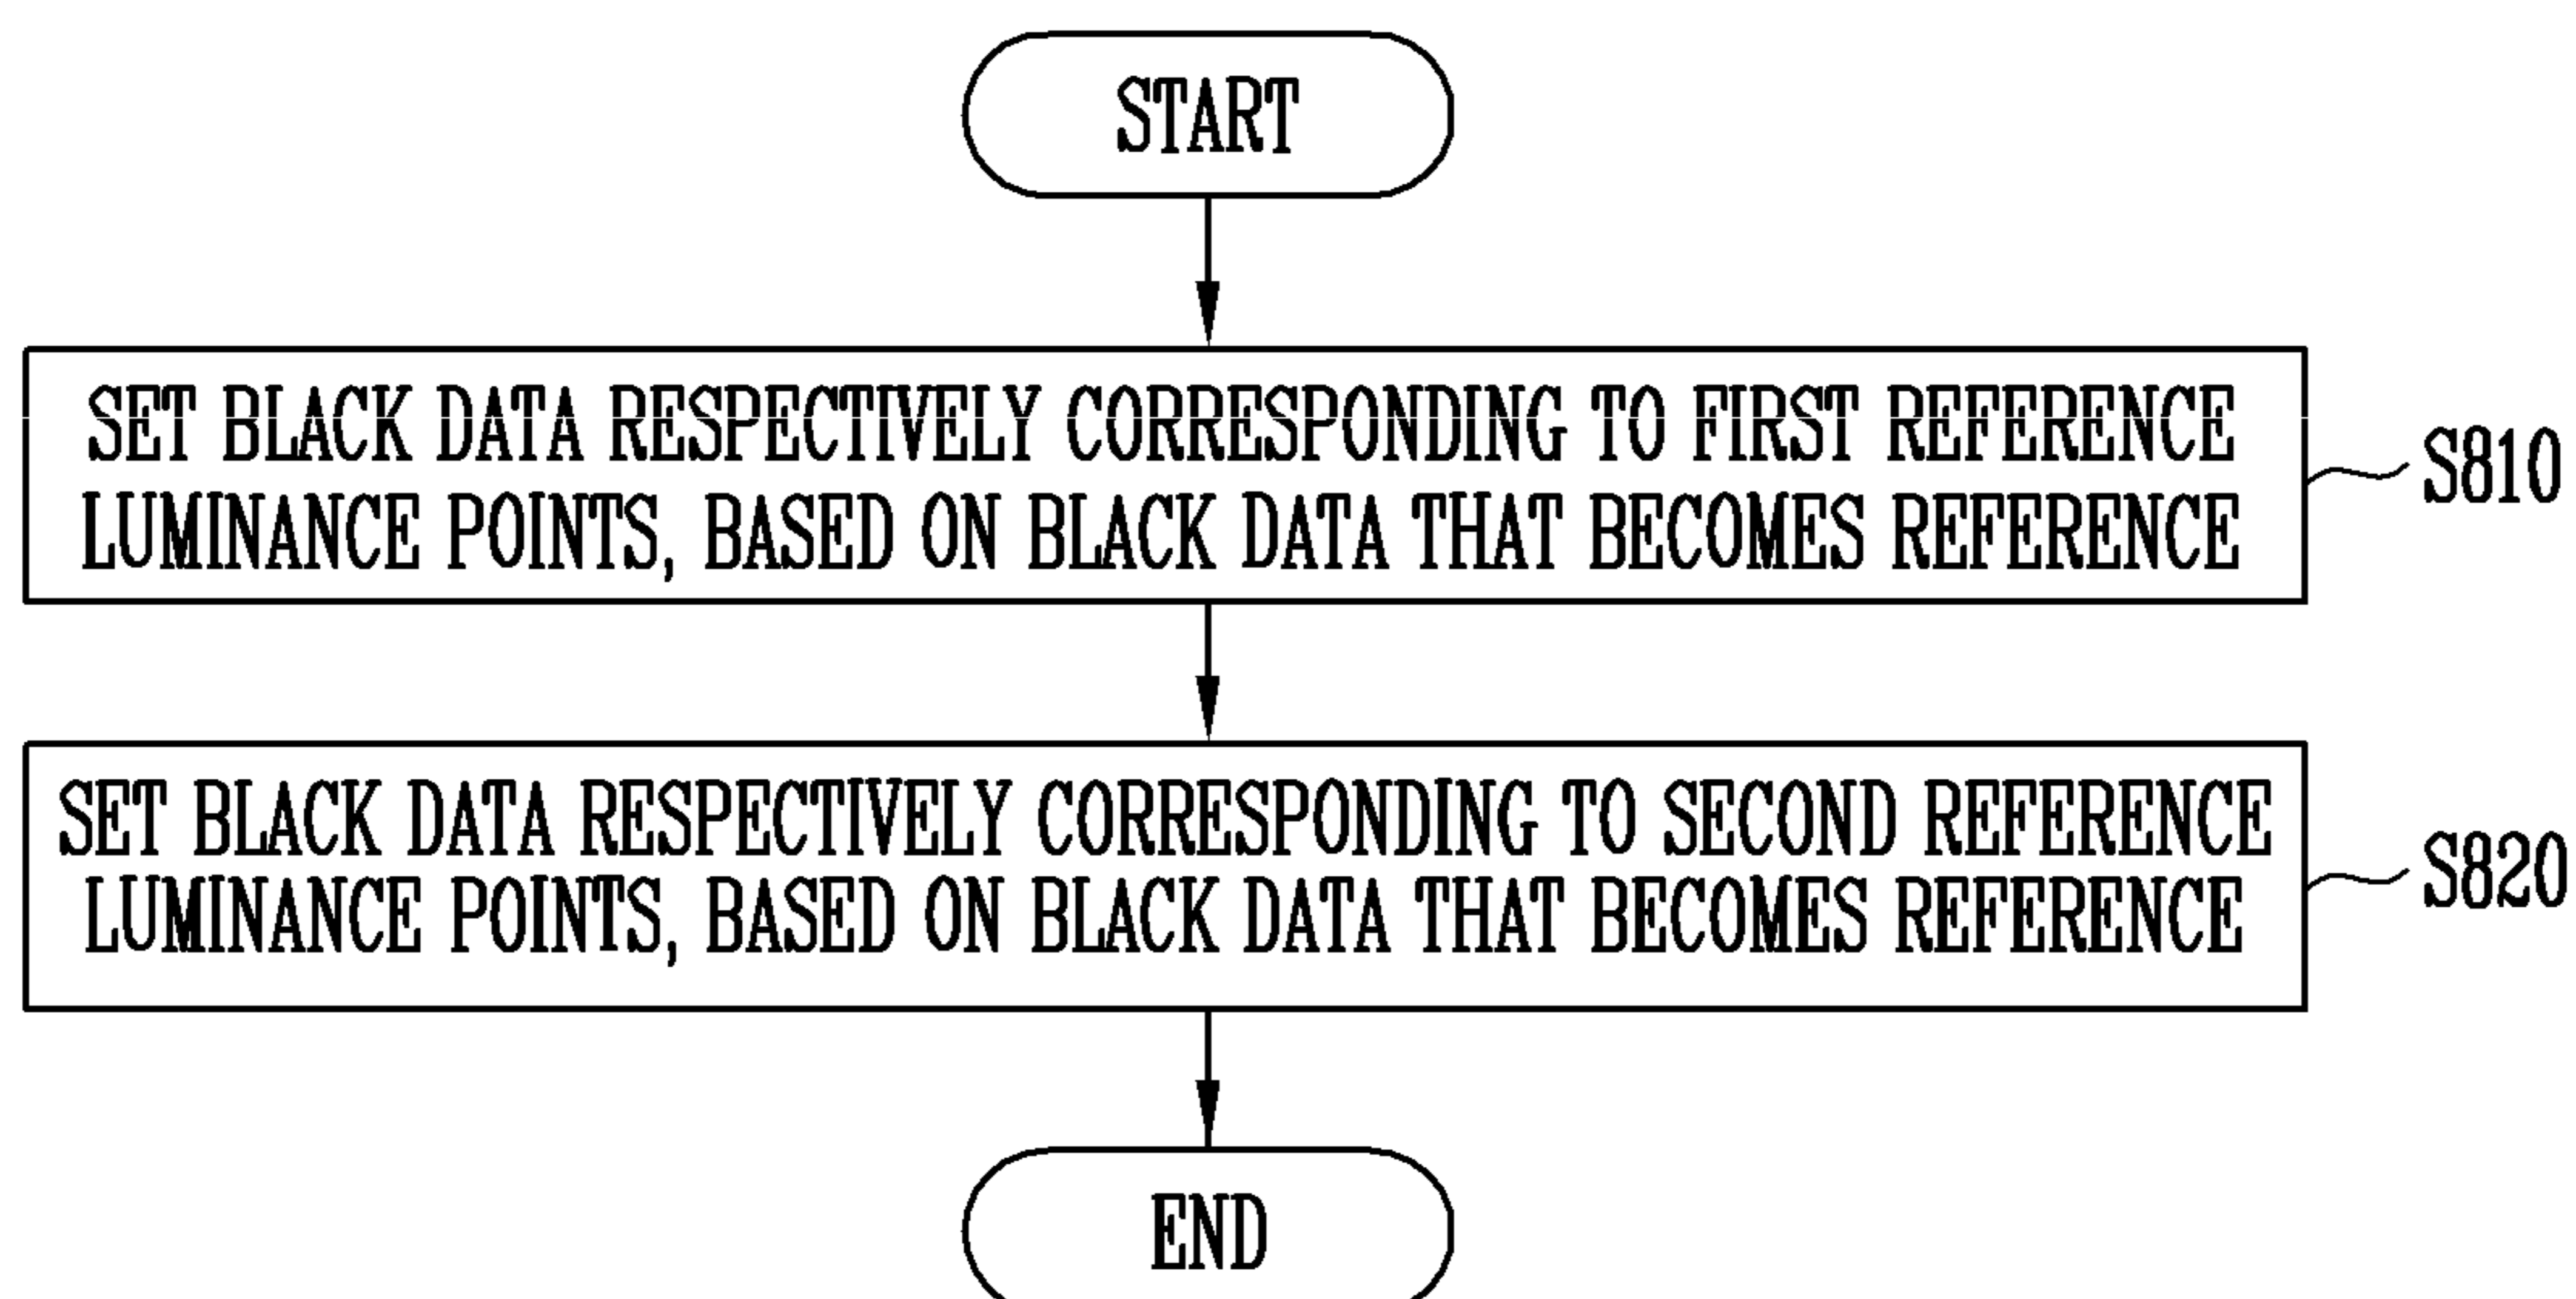 START
SET BLACK DATA RESPECTIVELY CORRESPONDING TO FIRST REFERENCE
LUMINANCE POINTS, BASED ON BLACK DATA THAT BECOMES REFERENCE
S810
SET BLACK DATA RESPECTIVELY CORRESPONDING TO SECOND REFERENCE
LUMINANCE POINTS, BASED ON BLACK DATA THAT BECOMES REFERENCE
S820
END